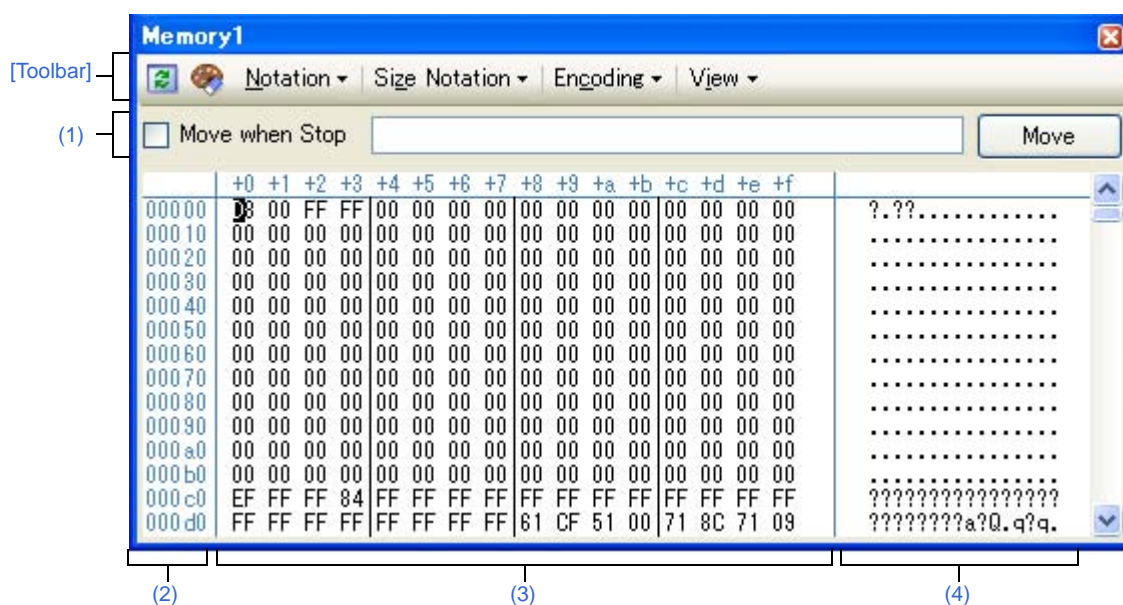 Memory1
[Toolbar]
Notation Size Notation Encoding View
(1)
Move when Stop Move
+0 +1 +2 +3 +4 +5 +6 +7 +8 +9 +a +b +c +d +e +f
00000 D8 00 FF FF 00 00 00 00 00 00 00 00 00 00 00 00 ?.??............
00010 00 00 00 00 00 00 00 00 00 00 00 00 00 00 00 00 ................
00020 00 00 00 00 00 00 00 00 00 00 00 00 00 00 00 00 ................
00030 00 00 00 00 00 00 00 00 00 00 00 00 00 00 00 00 ................
00040 00 00 00 00 00 00 00 00 00 00 00 00 00 00 00 00 ................
00050 00 00 00 00 00 00 00 00 00 00 00 00 00 00 00 00 ................
00060 00 00 00 00 00 00 00 00 00 00 00 00 00 00 00 00 ................
00070 00 00 00 00 00 00 00 00 00 00 00 00 00 00 00 00 ................
00080 00 00 00 00 00 00 00 00 00 00 00 00 00 00 00 00 ................
00090 00 00 00 00 00 00 00 00 00 00 00 00 00 00 00 00 ................
000a0 00 00 00 00 00 00 00 00 00 00 00 00 00 00 00 00 ................
000b0 00 00 00 00 00 00 00 00 00 00 00 00 00 00 00 00 ................
000c0 EF FF FF 84 FF FF FF FF FF FF FF FF FF FF FF FF ????????????????
000d0 FF FF FF FF FF FF FF FF 61 CF 51 00 71 8C 71 09 ????????a?Q.q?q.
(2) (3) (4)